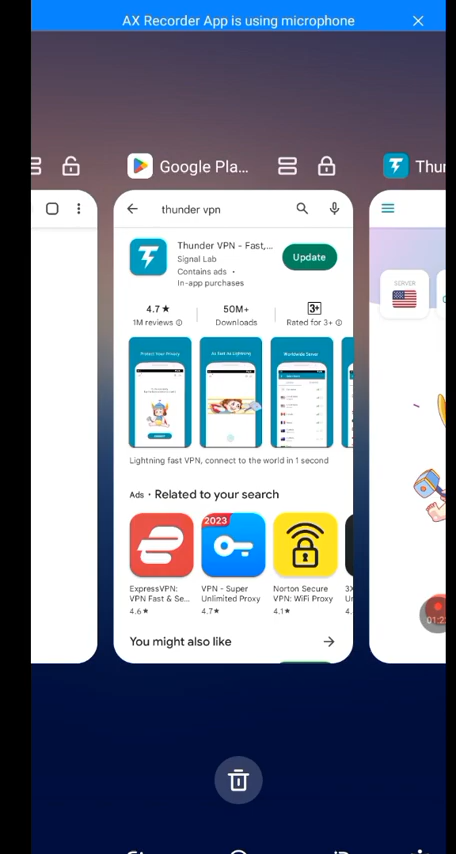 AX Recorder App is using microphone
Google Pla...
Thur
thunder vpn
Thunder VPN - Fast,...
Signal Lab
Contains ads •
In-app purchases
Update
4.7★
50M+
3+
1M reviews
Downloads
Rated for 3+
Protect Your Privacy
As Fast As Lightning
Worldwide Server
SERVER
Lightning fast VPN, connect to the world in 1 second
Ads • Related to your search
2023
ExpressVPN:
VPN Fast & Se...
4.6★
VPN - Super
Unlimited Proxy
4.7★
Norton Secure
VPN: WiFi Proxy
4.1★
3X
Ur
4.
You might also like